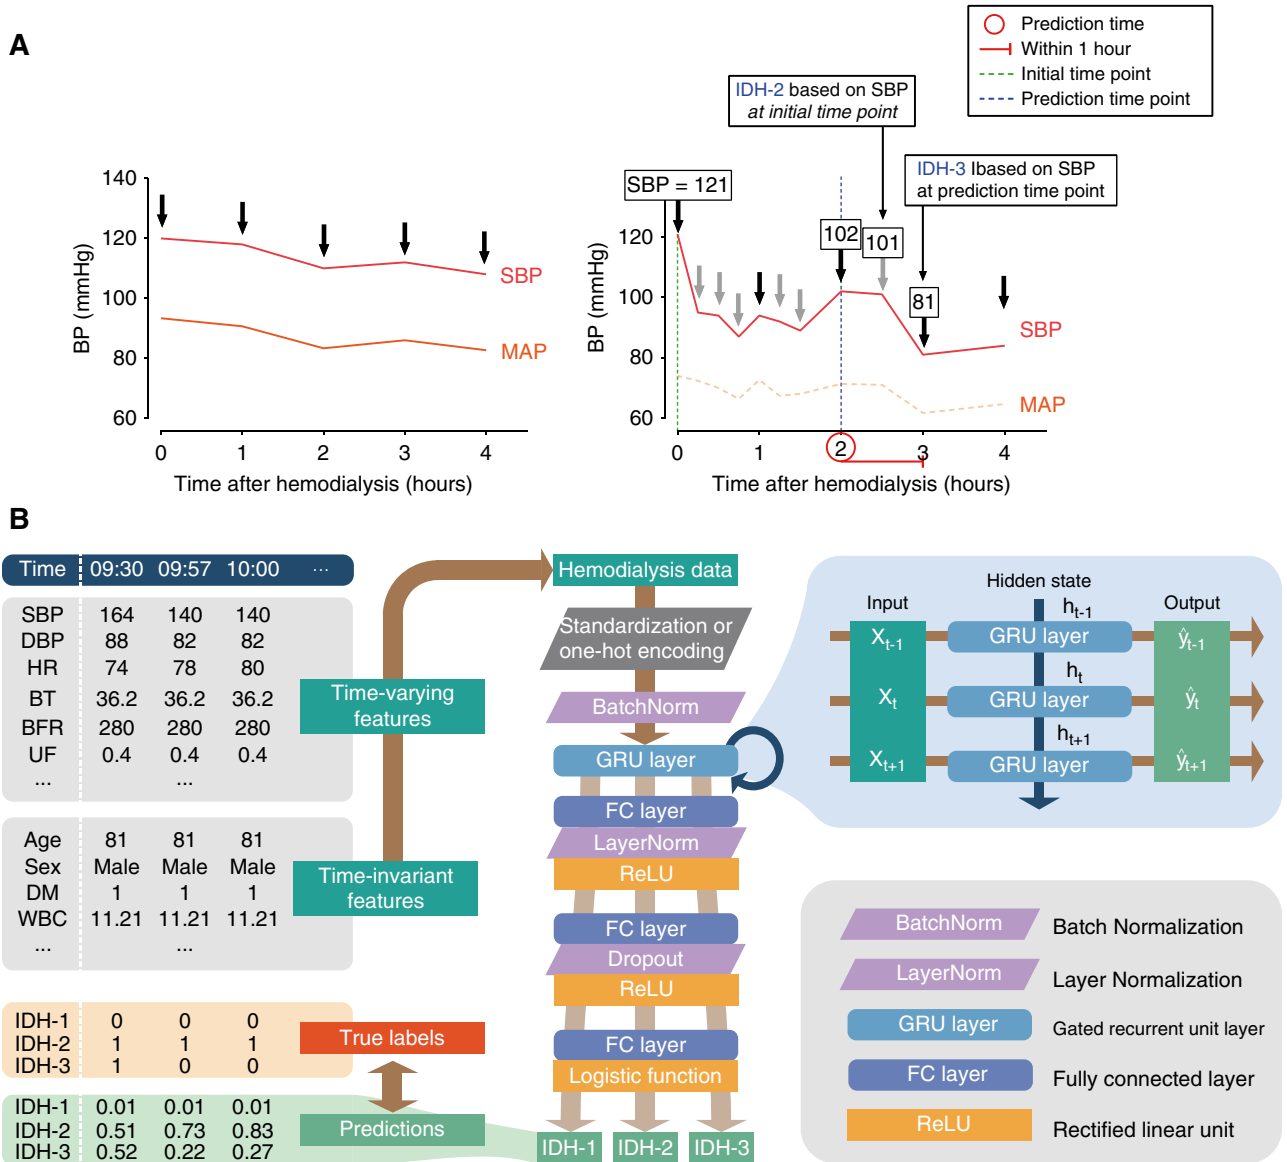 A
Prediction time
Within 1 hour
Initial time point
Prediction time point
140
120
100
80
60
BP (mmHg)
SBP
MAP
0 1 2 3 4
Time after hemodialysis (hours)
IDH-2 based on SBP
at initial time point
IDH-3 Ibased on SBP
at prediction time point
SBP = 121
102
101
81
120
100
80
60
BP (mmHg)
SBP
MAP
0 1 2 3 4
Time after hemodialysis (hours)
B
Time 09:30 09:57 10:00 ...
SBP 164 140 140
DBP 88 82 82
HR 74 78 80
BT 36.2 36.2 36.2
BFR 280 280 280
UF 0.4 0.4 0.4
... ...
Time-varying
features
Age 81 81 81
Sex Male Male Male
DM 1 1 1
WBC 11.21 11.21 11.21
... ...
Time-invariant
features
IDH-1 0 0 0
IDH-2 1 1 1
IDH-3 1 0 0
True labels
IDH-1 0.01 0.01 0.01
IDH-2 0.51 0.73 0.83
IDH-3 0.52 0.22 0.27
Predictions
Hemodialysis data
Standardization or
one-hot encoding
BatchNorm
GRU layer
FC layer
LayerNorm
ReLU
FC layer
Dropout
ReLU
FC layer
Logistic function
IDH-1 IDH-2 IDH-3
Hidden state
Input
Output
h_{t-1}
X_{t-1} GRU layer ŷ_{t-1}
h_t
X_t GRU layer ŷ_t
h_{t+1}
X_{t+1} GRU layer ŷ_{t+1}
BatchNorm Batch Normalization
LayerNorm Layer Normalization
GRU layer Gated recurrent unit layer
FC layer Fully connected layer
ReLU Rectified linear unit